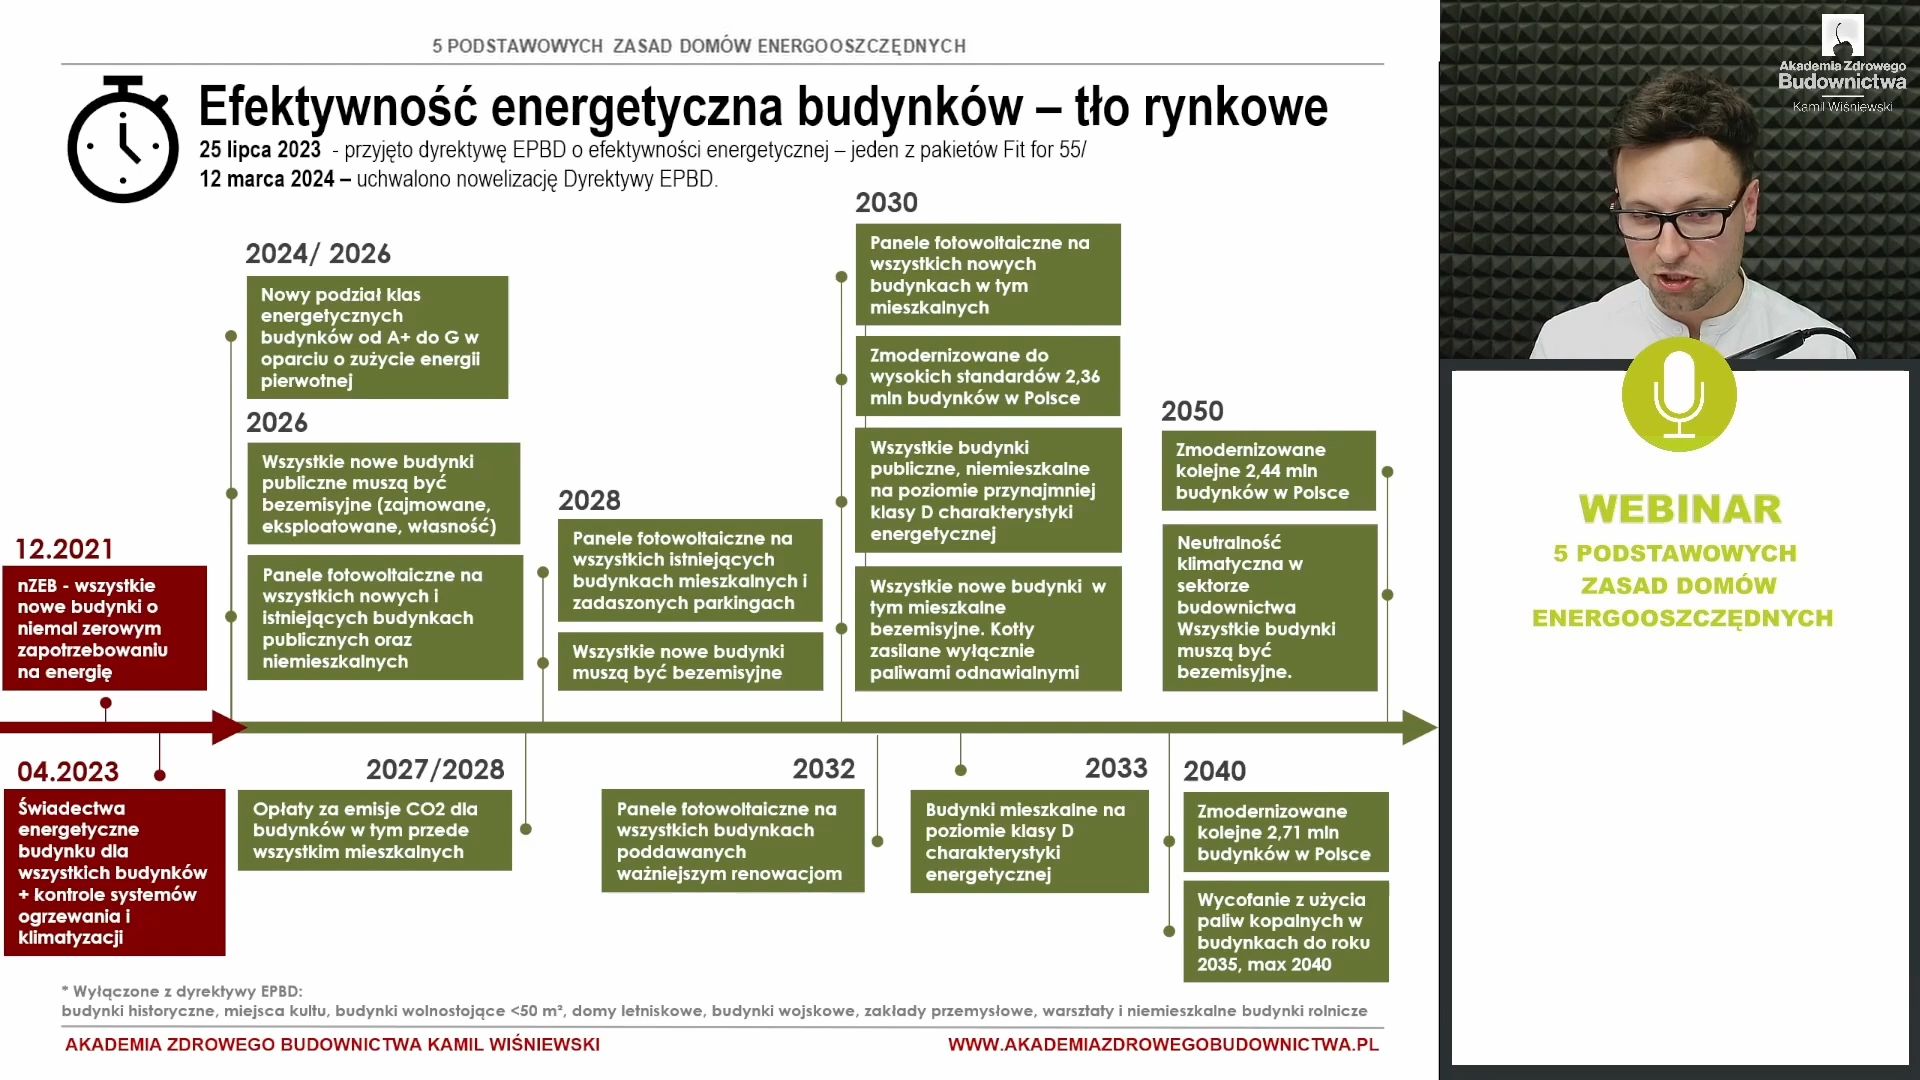 5 PODSTAWOWYCH ZASAD DOMÓW ENERGOOSZCZĘDNYCH
Efektywność energetyczna budynków – tło rynkowe
25 lipca 2023 - przyjęto dyrektywę EPBD o efektywności energetycznej – jeden z pakietów Fit for 55/
12 marca 2024 – uchwalono nowelizację Dyrektywy EPBD.
12.2021
nZEB - wszystkie
nowe budynki o
niemal zerowym
zapotrzebowaniu
na energię
2024/ 2026
Nowy podział klas
energetycznych
budynków od A+ do G w
oparciu o zużycie energii
pierwotnej
2026
Wszystkie nowe budynki
publiczne muszą być
bezemisyjne (zajmowane,
eksploatowane, własność)
Panele fotowoltaiczne na
wszystkich nowych i
istniejących budynkach
publicznych oraz
niemieszkalnych
2028
Panele fotowoltaiczne na
wszystkich istniejących
budynkach mieszkalnych i
zadaszonych parkingach
Wszystkie nowe budynki
muszą być bezemisyjne
2030
Panele fotowoltaiczne na
wszystkich nowych
budynkach w tym
mieszkalnych
Zmodernizowane do
wysokich standardów 2,36
mln budynków w Polsce
Wszystkie budynki
publiczne, niemieszkalne
na poziomie przynajmniej
klasy D charakterystyki
energetycznej
Wszystkie nowe budynki w
tym mieszkalne
bezemisyjne. Kotły
zasilane wyłącznie
paliwami odnawialnymi
2050
Zmodernizowane
kolejne 2,44 mln
budynków w Polsce
Neutralność
klimatyczna w
sektorze
budownictwa
Wszystkie budynki
muszą być
bezemisyjne.
04.2023
Świadectwa
energetyczne
budynku dla
wszystkich budynków
+ kontrole systemów
ogrzewania i
klimatyzacji
2027/2028
Opłaty za emisje CO2 dla
budynków w tym przede
wszystkim mieszkalnych
2032
Panele fotowoltaiczne na
wszystkich budynkach
poddawanych
ważniejszym renowacjom
2033
Budynki mieszkalne na
poziomie klasy D
charakterystyki
energetycznej
2040
Zmodernizowane
kolejne 2,71 mln
budynków w Polsce
Wycofanie z użycia
paliw kopalnych w
budynkach do roku
2035, max 2040
* Wyłączone z dyrektywy EPBD:
budynki historyczne, miejsca kultu, budynki wolnostojące <50 m², domy letniskowe, budynki wojskowe, zakłady przemysłowe, warsztaty i niemieszkalne budynki rolnicze
AKADEMIA ZDROWEGO BUDOWNICTWA KAMIL WIŚNIEWSKI
WWW.AKADEMIAZDROWEGOBUDOWNICTWA.PL
Akademia Zdrowego
Budownictwa
Kamil Wiśniewski
WEBINAR
5 PODSTAWOWYCH
ZASAD DOMÓW
ENERGOOSZCZĘDNYCH